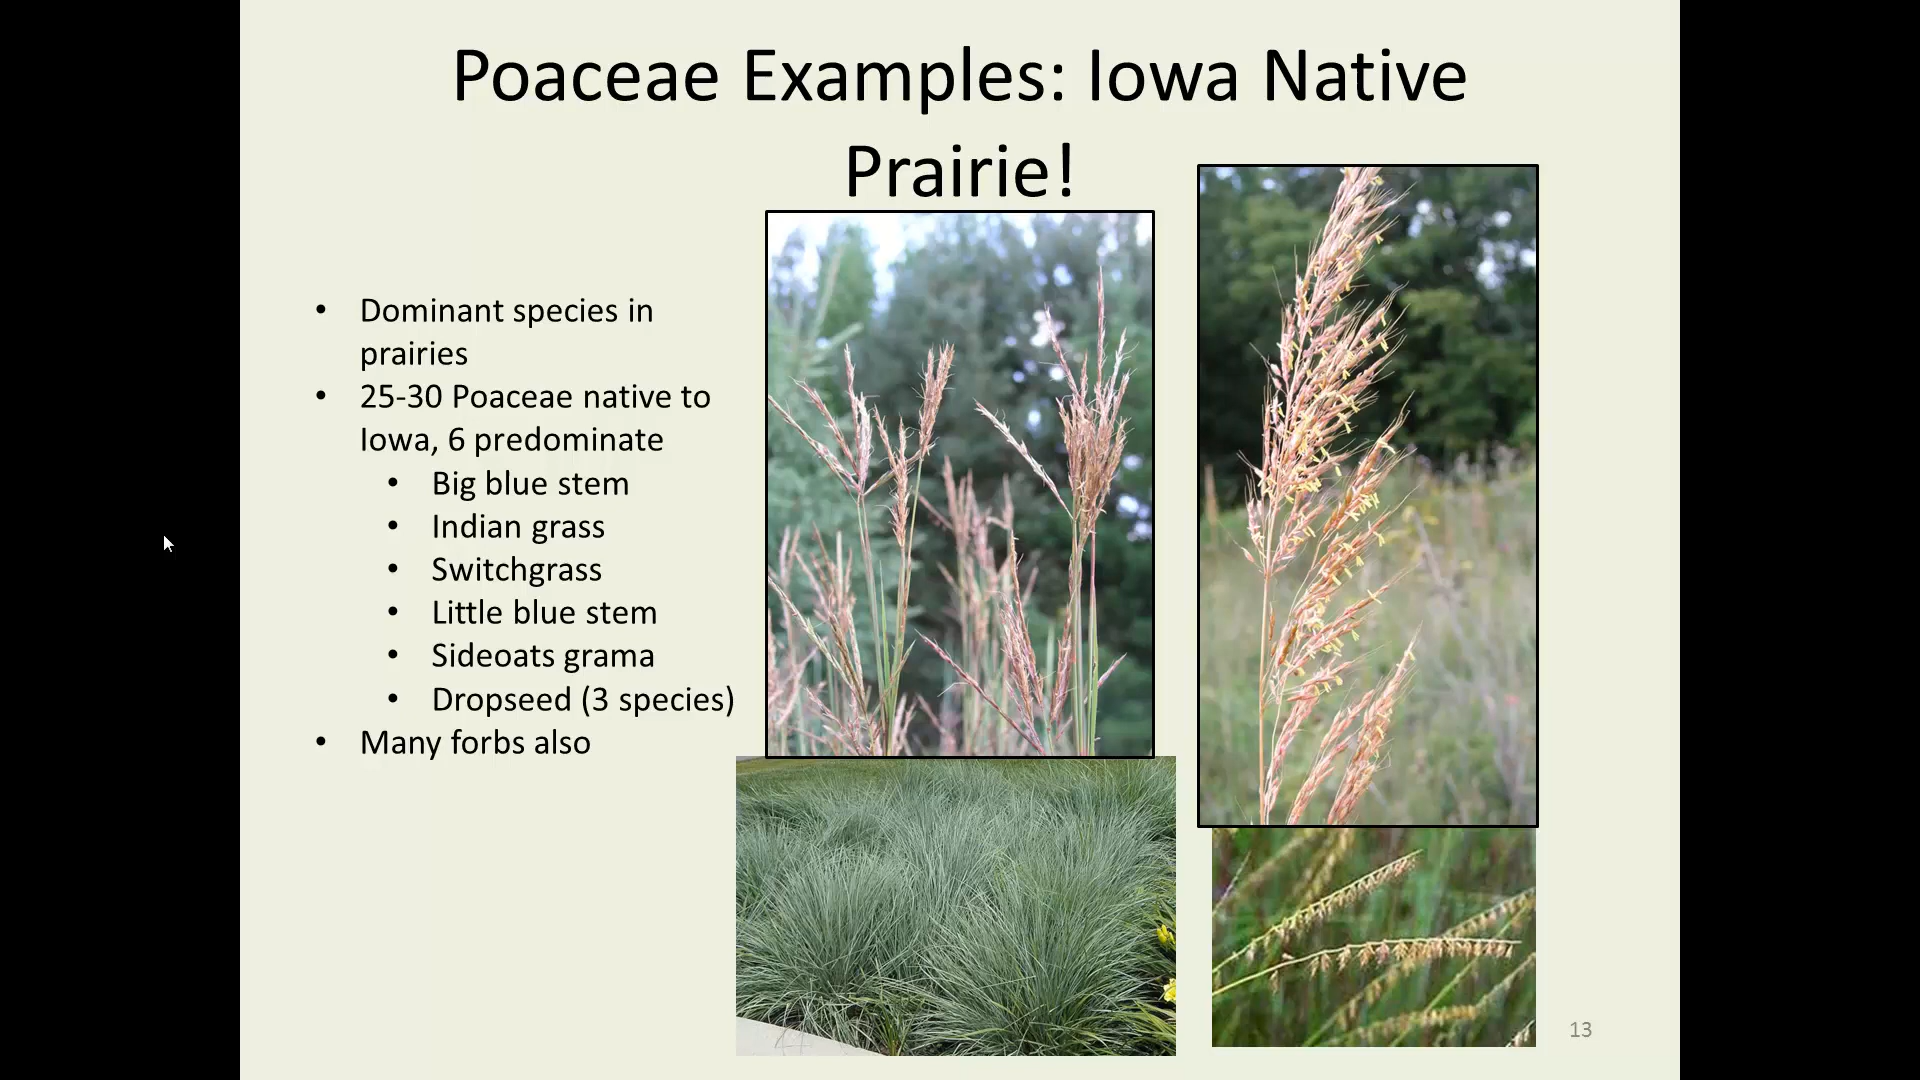 Poaceae Examples: Iowa Native
Prairie!
• Dominant species in
prairies
• 25-30 Poaceae native to
Iowa, 6 predominate
• Big blue stem
• Indian grass
• Switchgrass
• Little blue stem
• Sideoats grama
• Dropseed (3 species)
• Many forbs also
13